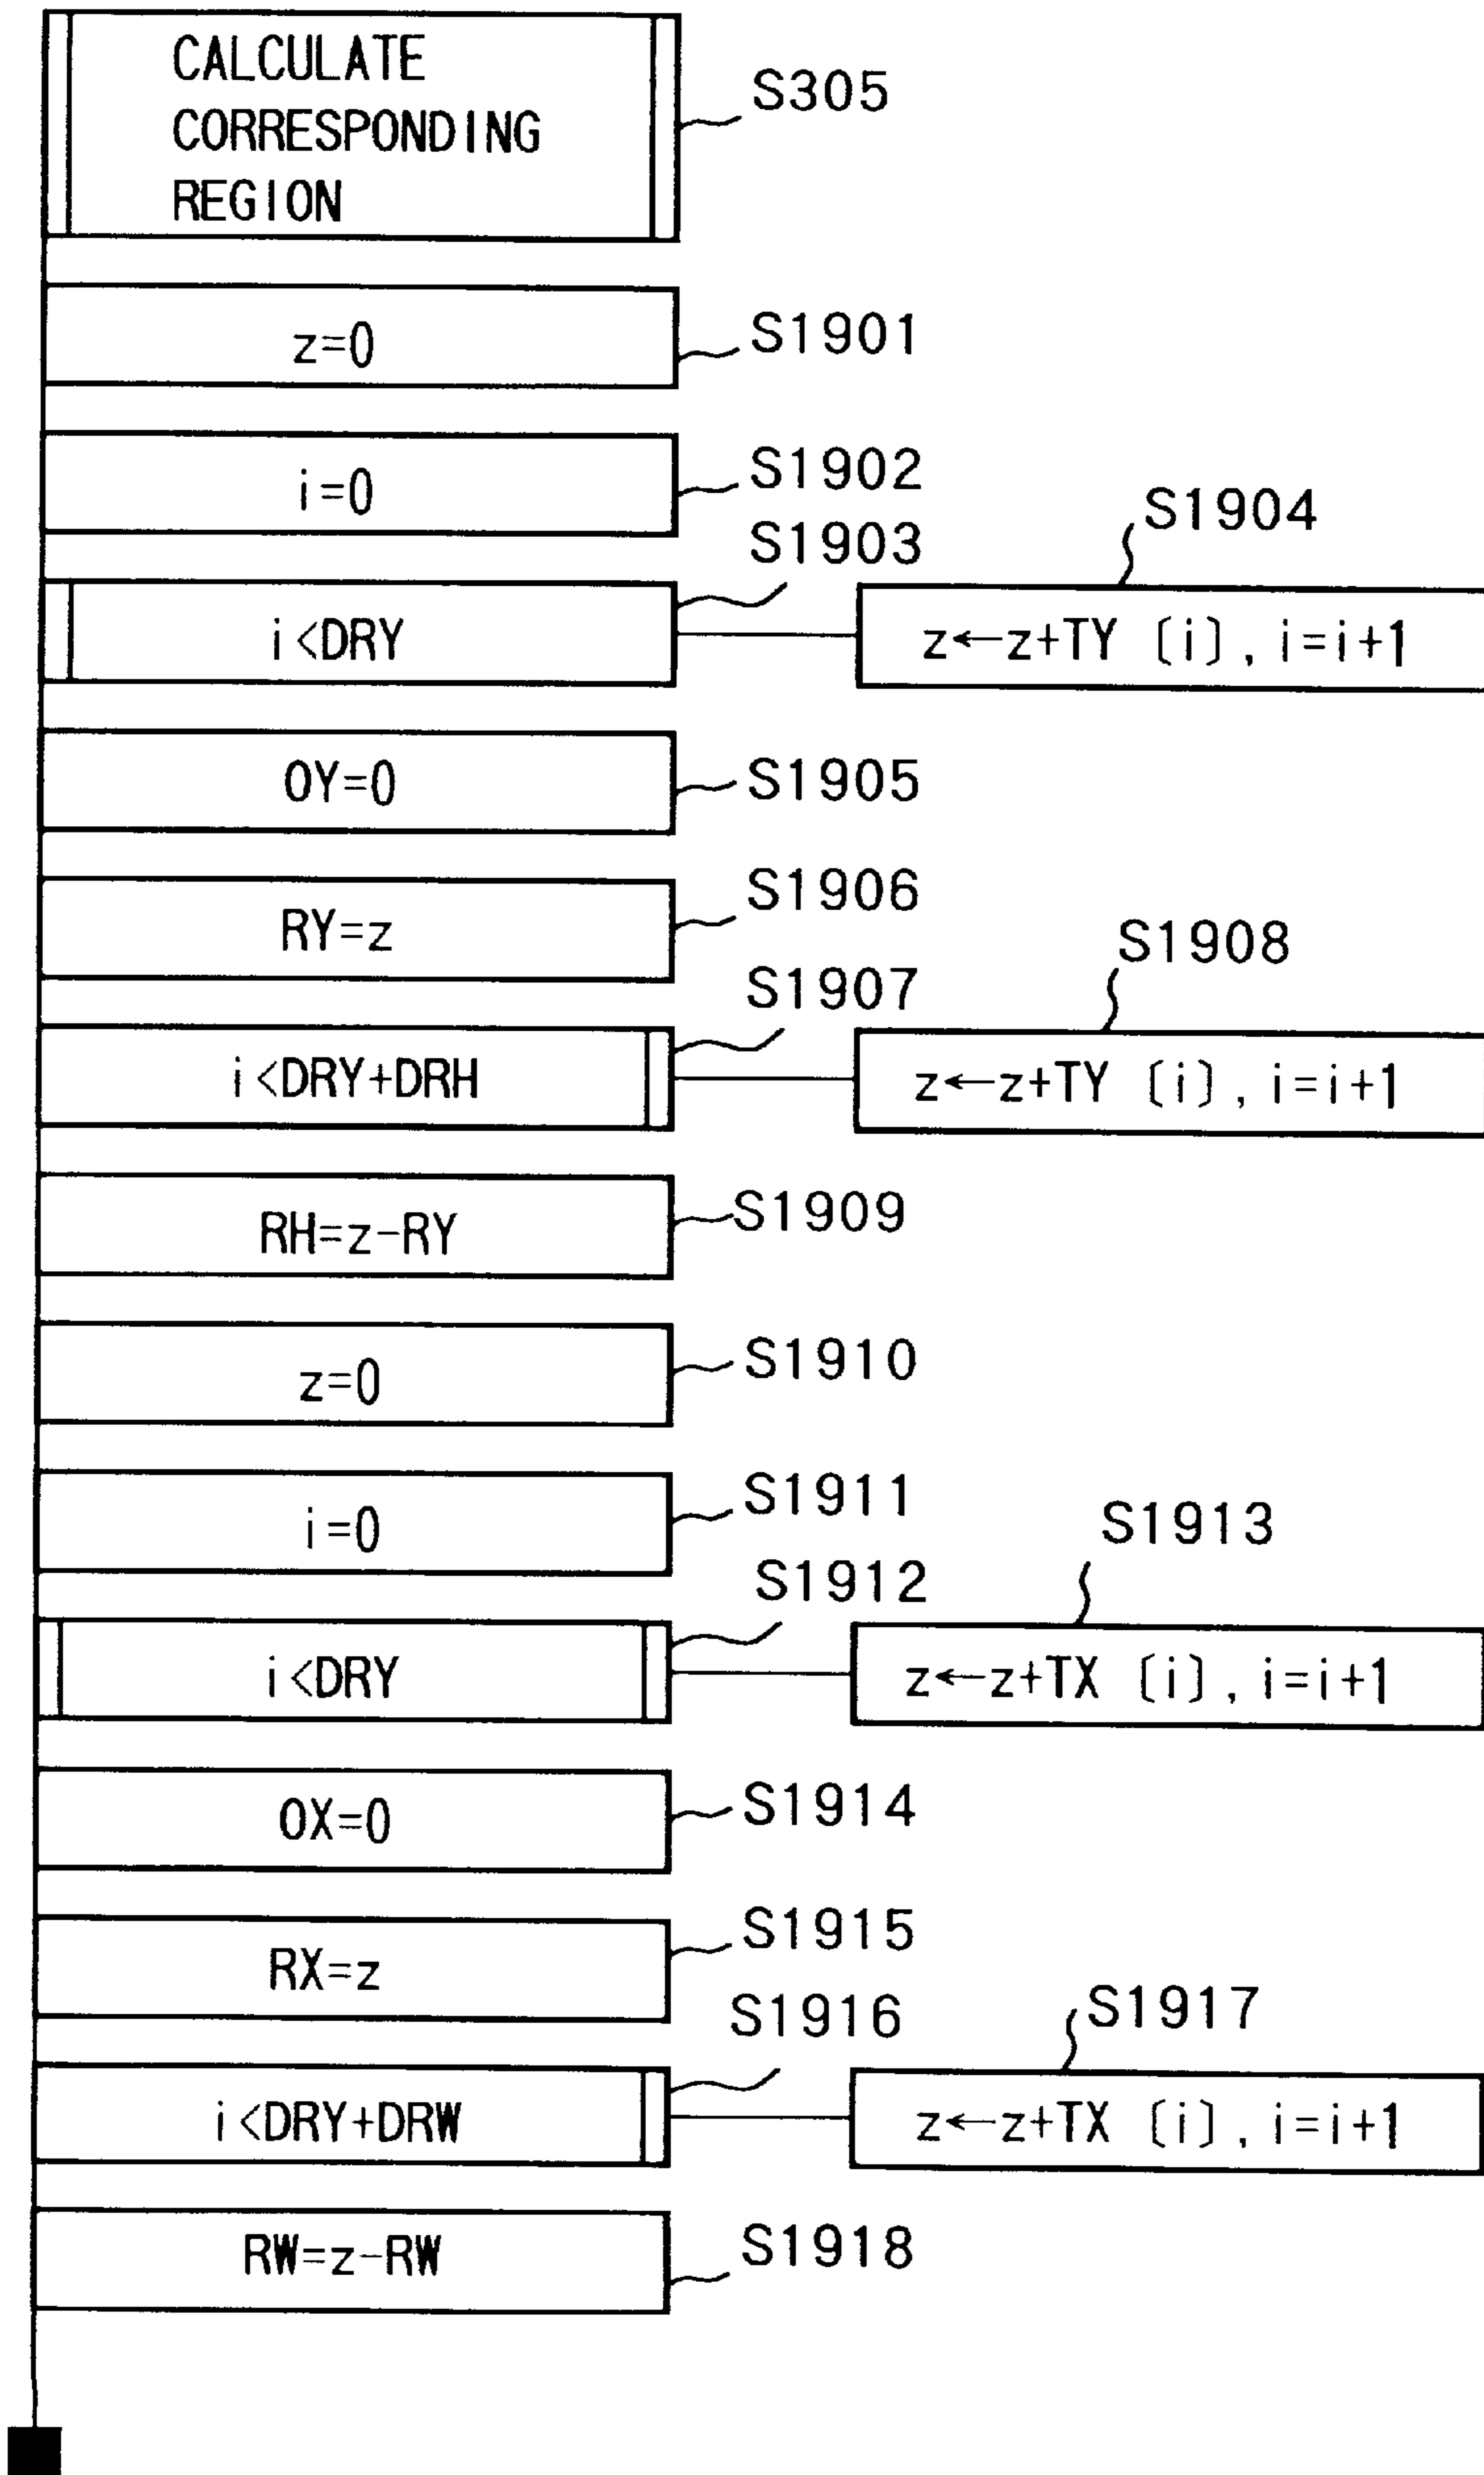 CALCULATE
CORRESPONDING
REGION
S305
z=0
S1901
i=0
S1902
i<DRY
S1903
z←z+TY [i], i=i+1
S1904
OY=0
S1905
RY=z
S1906
i<DRY+DRH
S1907
z←z+TY [i], i=i+1
S1908
RH=z-RY
S1909
z=0
S1910
i=0
S1911
i<DRY
S1912
z←z+TX [i], i=i+1
S1913
OX=0
S1914
RX=z
S1915
i<DRY+DRW
S1916
z←z+TX [i], i=i+1
S1917
RW=z-RW
S1918